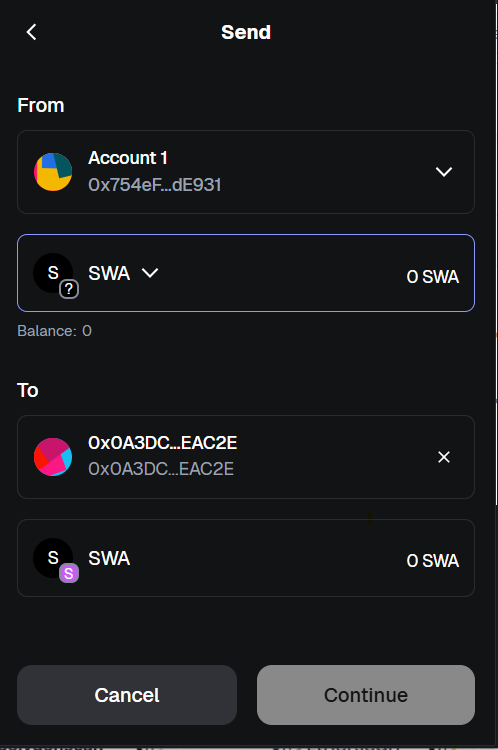 Send
From
Account 1
0x754eF...dE931
S
?
SWA
0 SWA
Balance: 0
To
0x0A3DC...EAC2E
0x0A3DC...EAC2E
S
S
SWA
0 SWA
Cancel
Continue